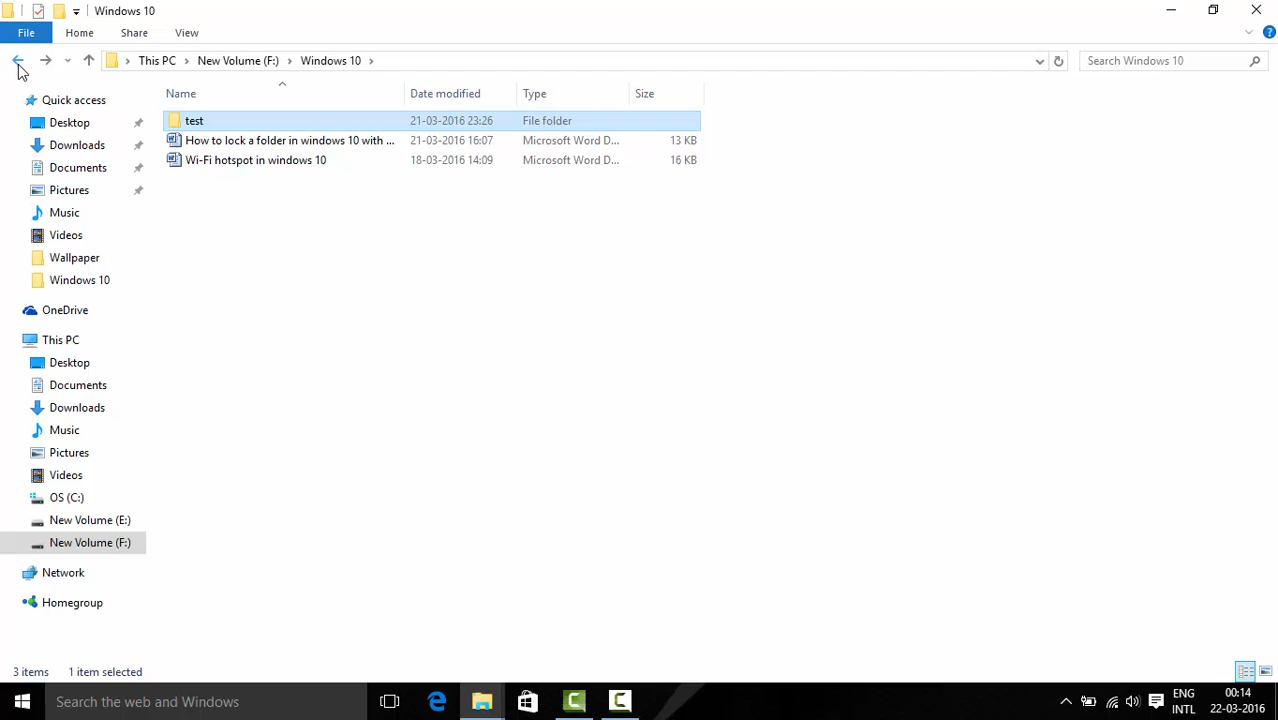 Windows 10
File Home Share View
This PC New Volume (F:) Windows 10 Search Windows 10
Name Date modified Type Size
test 21-03-2016 23:26 File folder
How to lock a folder in windows 10 with ... 21-03-2016 16:07 Microsoft Word D... 13 KB
Wi-Fi hotspot in windows 10 18-03-2016 14:09 Microsoft Word D... 16 KB
Quick access
Desktop
Downloads
Documents
Pictures
Music
Videos
Wallpaper
Windows 10
OneDrive
This PC
Desktop
Documents
Downloads
Music
Pictures
Videos
OS (C:)
New Volume (E:)
New Volume (F:)
Network
Homegroup
3 items 1 item selected
Search the web and Windows
ENG 00:14
INTL 22-03-2016